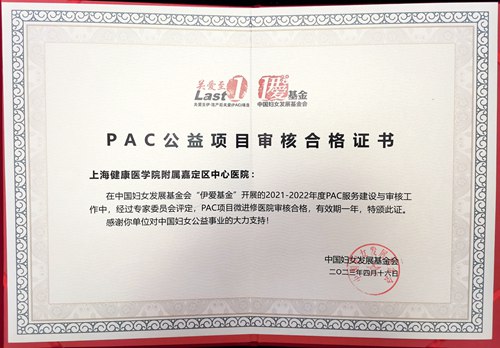 关爱至
Last 1
1% 伊爱基金
中国妇女发展基金会
PAC公益项目审核合格证书
上海健康医学院附属嘉定区中心医院：
在中国妇女发展基金会“伊爱基金”开展的2021-2022年度PAC服务建设与审核工
作中，经过专家委员会评定，PAC项目微进修医院审核合格，有效期一年，特颁此证。
感谢你单位对中国妇女公益事业的大力支持！
中国妇女发展基金会
二〇二三年四月十六日